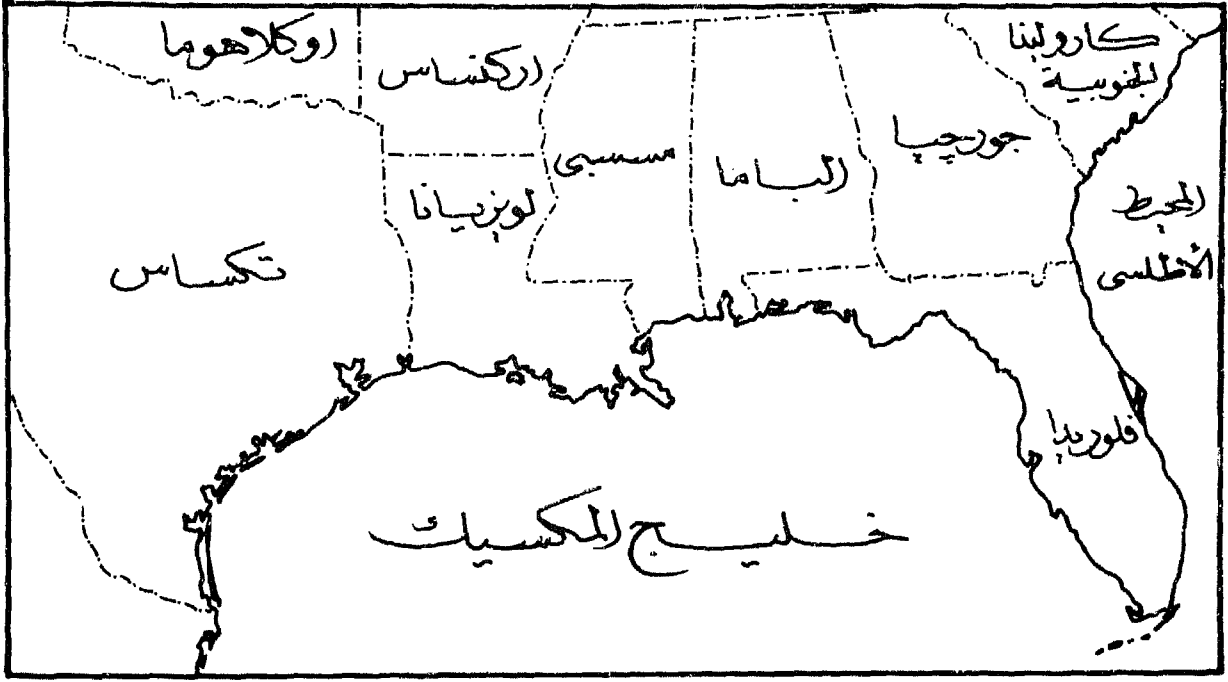 اوكلاهوما
اركنساس
كارولينا
الجنوبية
مسسبى
الباما
جورجيا
لويزيانا
المحيط
الأطلسى
تكساس
فلوريدا
خليج المكسيك